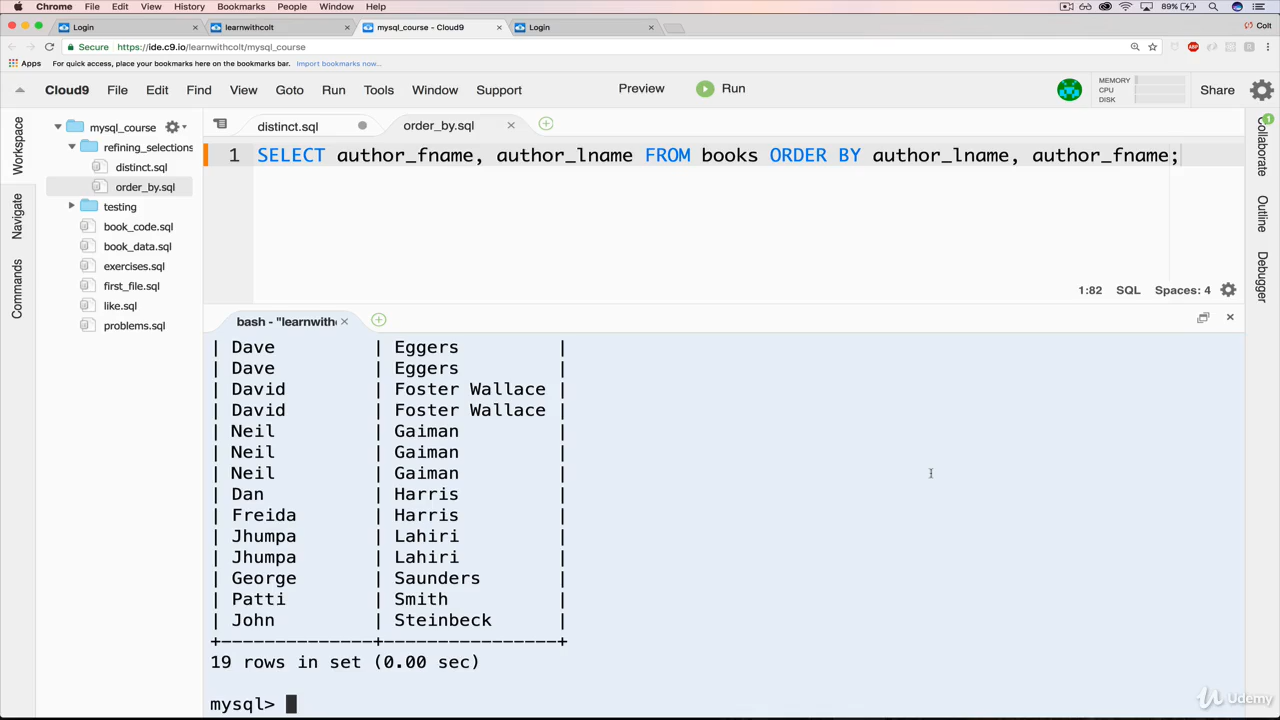 Chrome File Edit View History Bookmarks People Window Help 89% 
Login learnwithcolt mysql_course - Cloud9 Login Colt
Secure https://ide.c9.io/learnwithcolt/mysql_course
Apps For quick access, place your bookmarks here on the bookmarks bar. Import bookmarks now...
Cloud9 File Edit Find View Goto Run Tools Window Support Preview Run MEMORY CPU DISK Share
Workspace
Navigate
Commands
mysql_course
refining_selections
distinct.sql
order_by.sql
testing
book_code.sql
book_data.sql
exercises.sql
first_file.sql
like.sql
problems.sql
distinct.sql order_by.sql
1 SELECT author_fname, author_lname FROM books ORDER BY author_lname, author_fname;
1:82 SQL Spaces: 4
bash - "learnwith
| Dave | Eggers |
| Dave | Eggers |
| David | Foster Wallace |
| David | Foster Wallace |
| Neil | Gaiman |
| Neil | Gaiman |
| Neil | Gaiman |
| Dan | Harris |
| Freida | Harris |
| Jhumpa | Lahiri |
| Jhumpa | Lahiri |
| George | Saunders |
| Patti | Smith |
| John | Steinbeck |
+---------------+----------------+
19 rows in set (0.00 sec)
mysql>
Collaborate 1
Outline
Debugger
Udemy